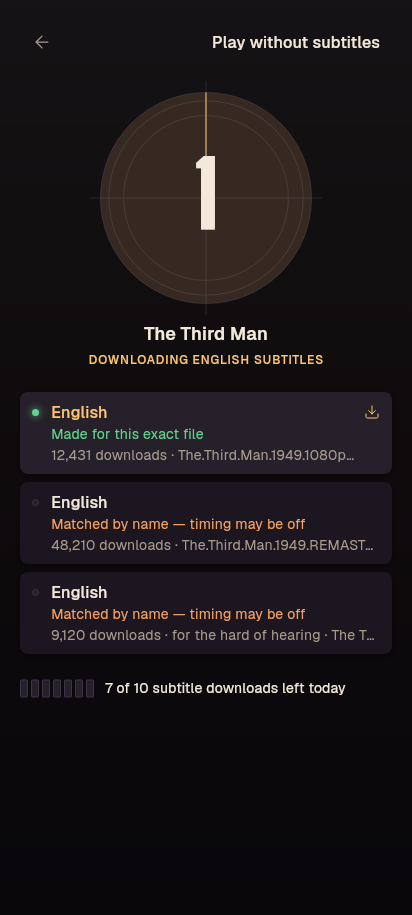 Play without subtitles
1
The Third Man
DOWNLOADING ENGLISH SUBTITLES
English
Made for this exact file
12,431 downloads · The.Third.Man.1949.1080p…
English
Matched by name — timing may be off
48,210 downloads · The.Third.Man.1949.REMAST…
English
Matched by name — timing may be off
9,120 downloads · for the hard of hearing · The T…
7 of 10 subtitle downloads left today